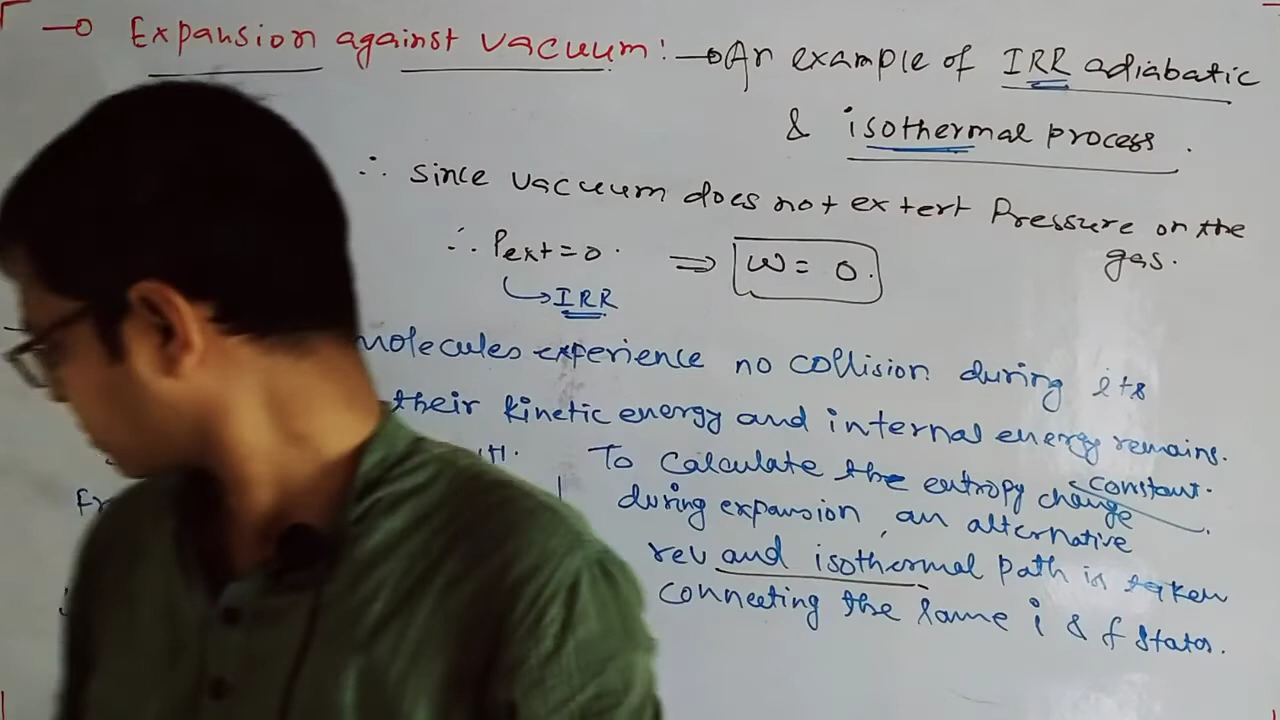 → Expansion against vacuum: → An example of IRR adiabatic
& isothermal process.
∴ since vacuum does not extert Pressure on the gas.
∴ Pext = 0. ⇒ W = 0.
↳ IRR
molecules experience no collision during its
their kinetic energy and internal energy remains constant.
To calculate the entropy change
during expansion, an alternative
rev and isothermal path is taken
connecting the same i & f states.